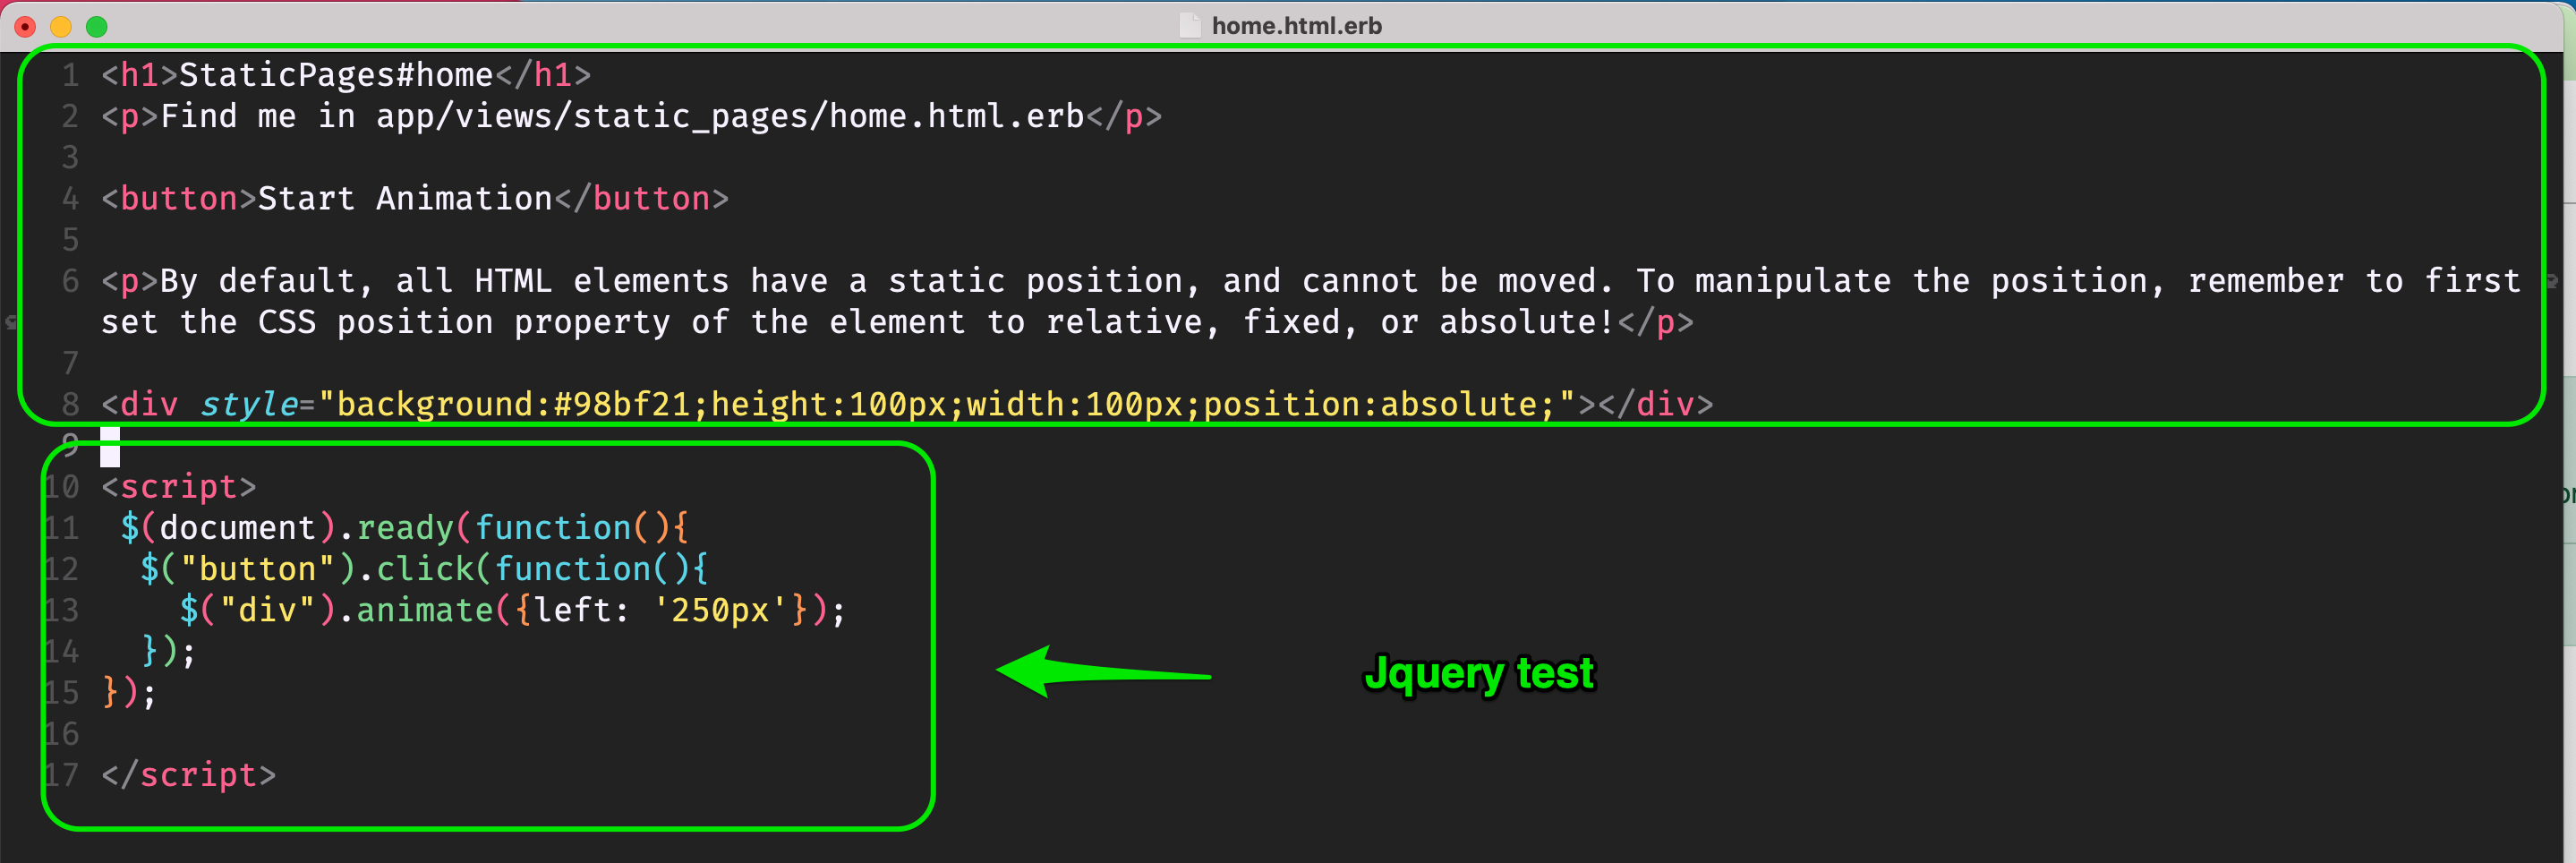 home.html.erb
1 <h1>StaticPages#home</h1>
2 <p>Find me in app/views/static_pages/home.html.erb</p>
3
4 <button>Start Animation</button>
5
6 <p>By default, all HTML elements have a static position, and cannot be moved. To manipulate the position, remember to first
set the CSS position property of the element to relative, fixed, or absolute!</p>
7
8 <div style="background:#98bf21;height:100px;width:100px;position:absolute;"></div>
9
10 <script>
11  $(document).ready(function(){
12   $("button").click(function(){
13     $("div").animate({left: '250px'});
14   });
15 });
16
17 </script>
Jquery test